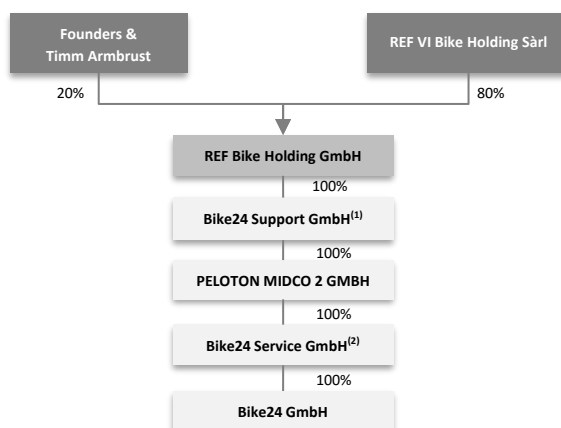 Founders &
Timm Armbrust
REF VI Bike Holding Sàrl
20%
80%
REF Bike Holding GmbH
100%
Bike24 Support GmbH(1)
100%
PELOTON MIDCO 2 GMBH
100%
Bike24 Service GmbH(2)
100%
Bike24 GmbH